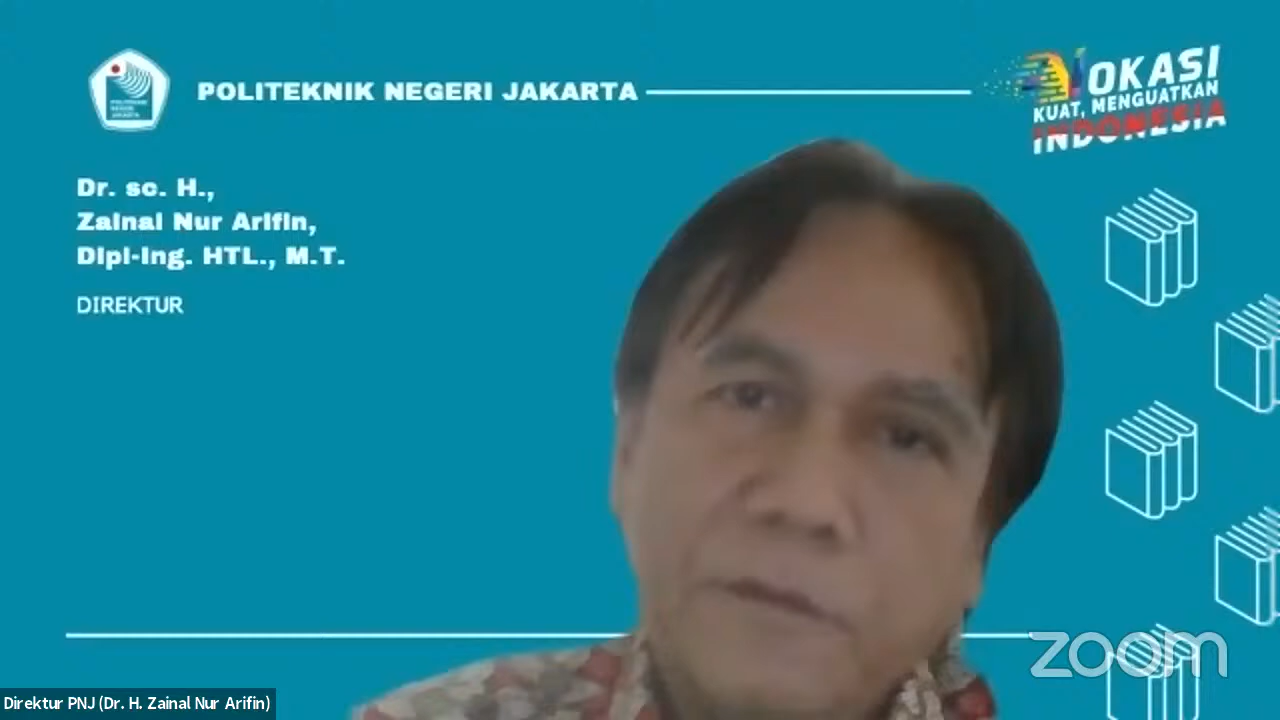 POLITEKNIK NEGERI JAKARTA
VOKASI
KUAT, MENGUATKAN
INDONESIA
Dr. sc. H.,
Zainal Nur Arifin,
Dipl-Ing. HTL., M.T.
DIREKTUR
zoom
Direktur PNJ (Dr. H. Zainal Nur Arifin)